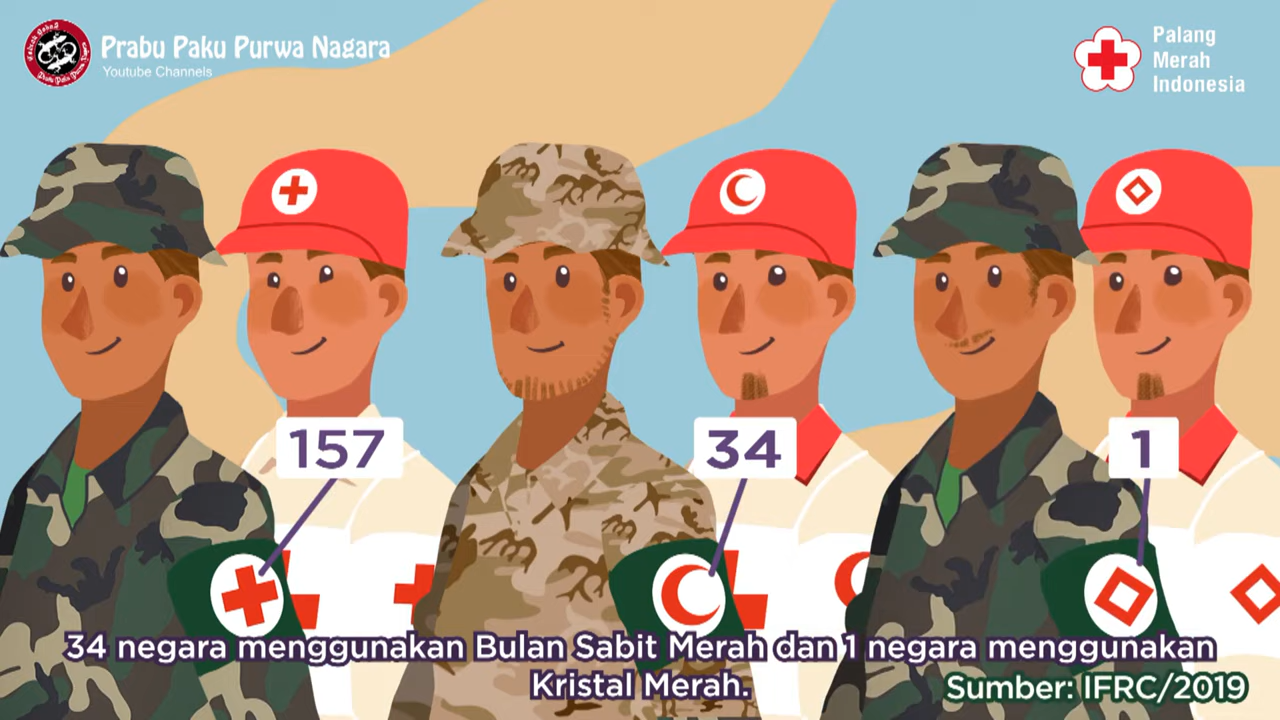 Prabu Paku Purwa Nagara
Youtube Channels
Palang
Merah
Indonesia
157
34
1
34 negara menggunakan Bulan Sabit Merah dan 1 negara menggunakan
Kristal Merah.
Sumber: IFRC/2019